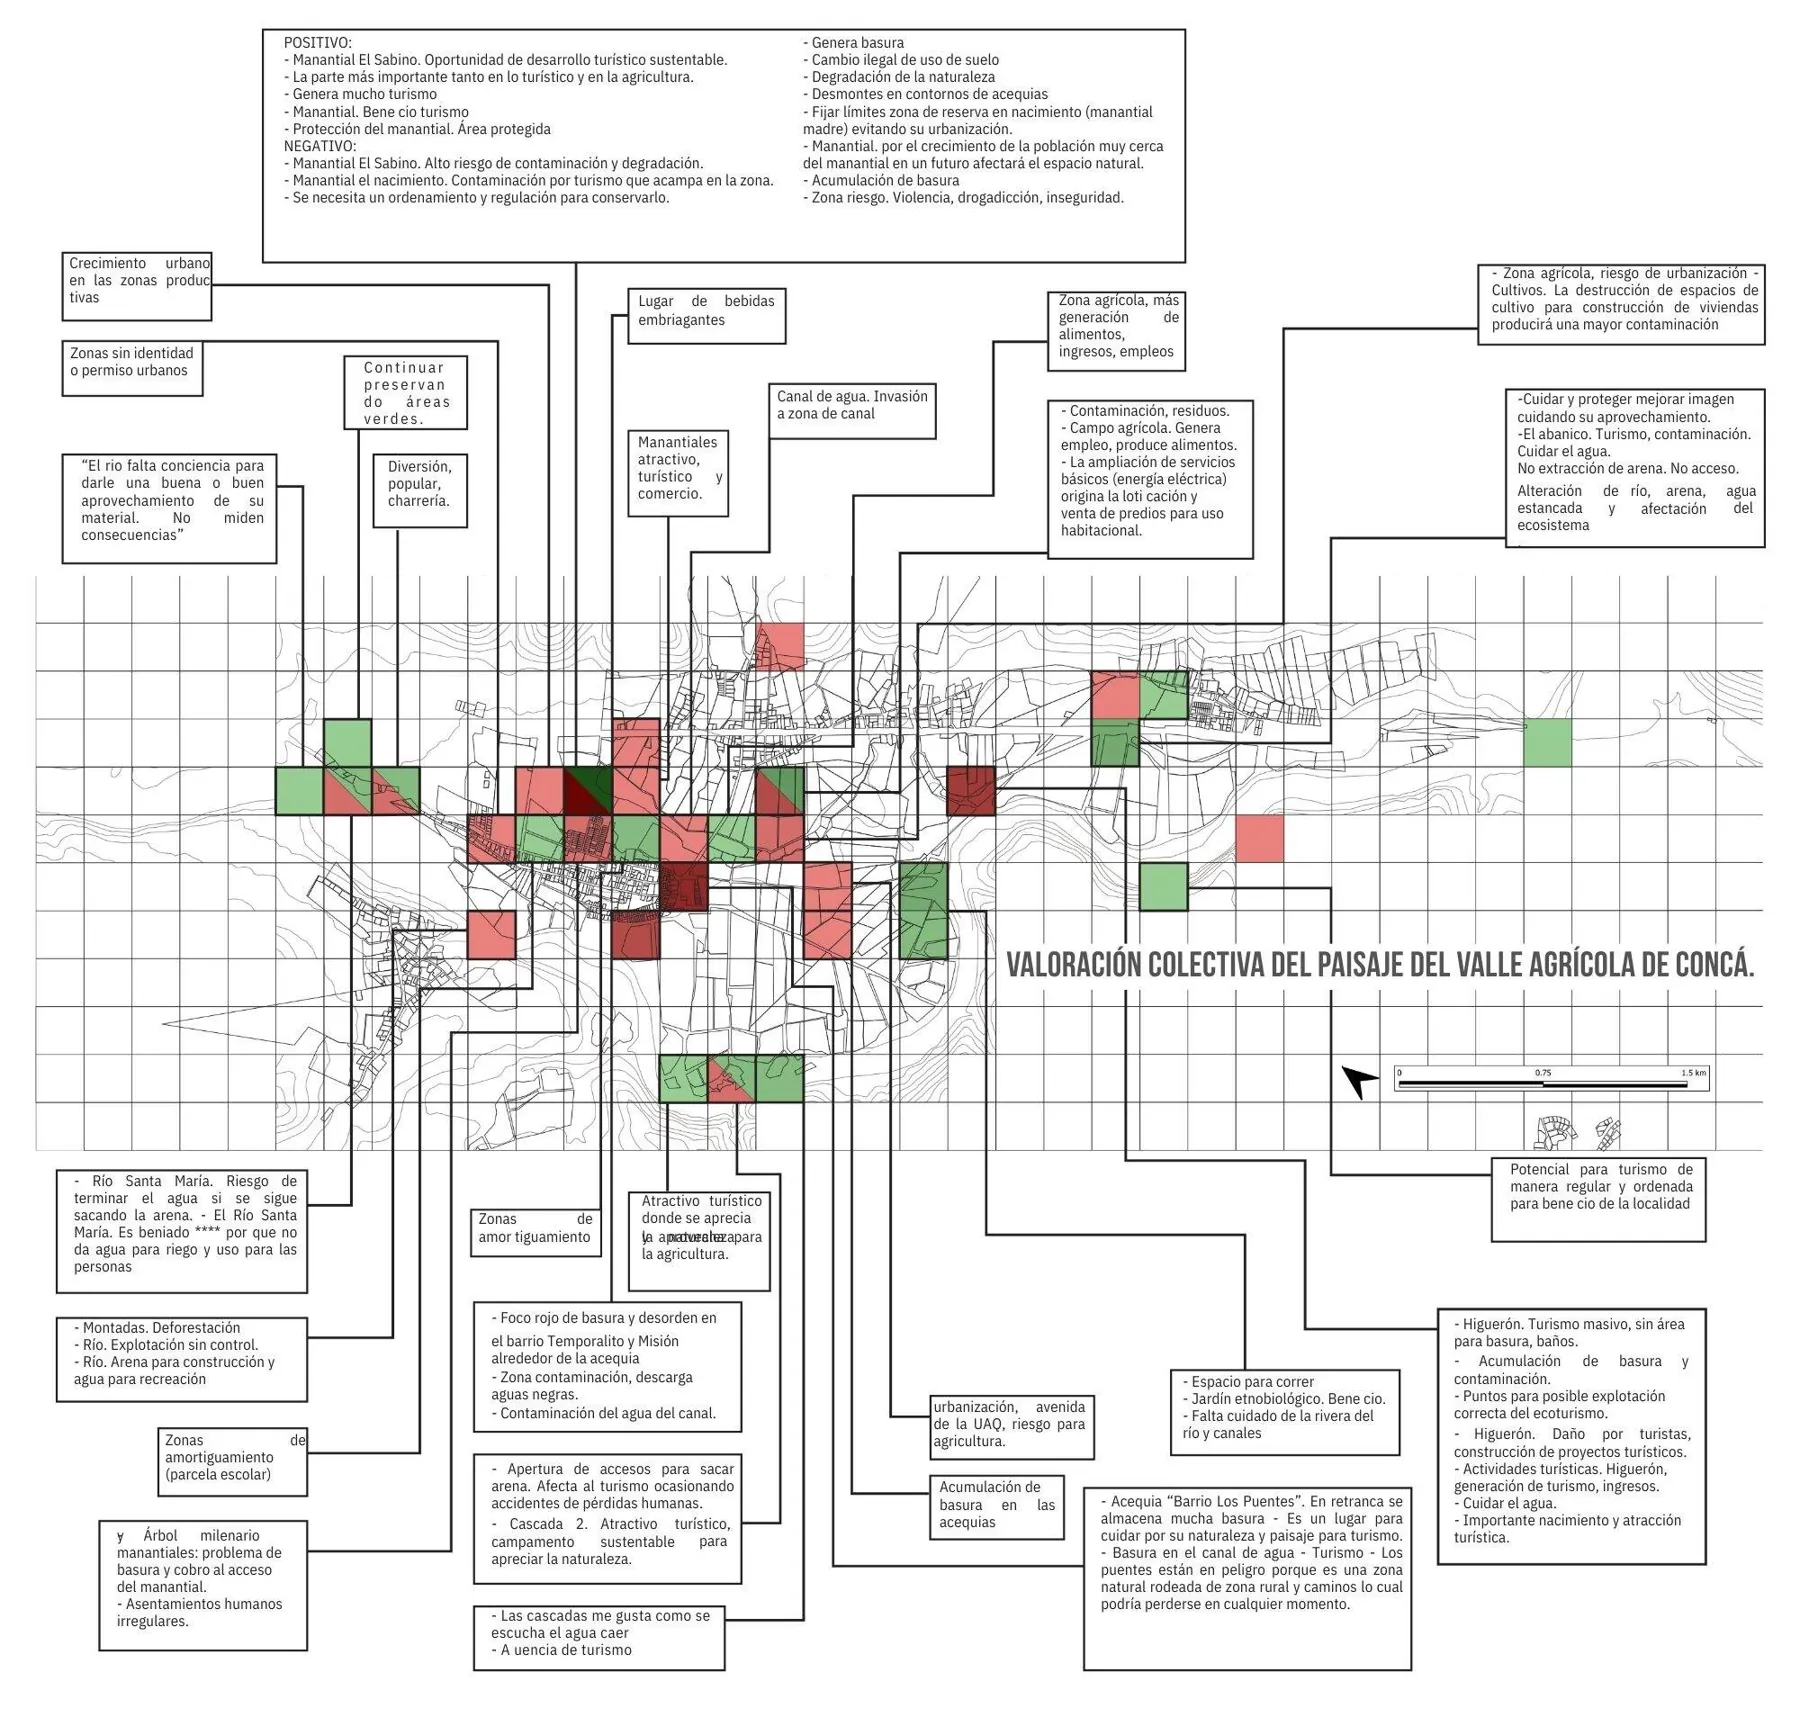 POSITIVO:
- Manantial El Sabino. Oportunidad de desarrollo turístico sustentable.
- La parte más importante tanto en lo turístico y en la agricultura.
- Genera mucho turismo
- Manantial. Bene cio turismo
- Protección del manantial. Área protegida
NEGATIVO:
- Manantial El Sabino. Alto riesgo de contaminación y degradación.
- Manantial el nacimiento. Contaminación por turismo que acampa en la zona.
- Se necesita un ordenamiento y regulación para conservarlo.
- Genera basura
- Cambio ilegal de uso de suelo
- Degradación de la naturaleza
- Desmontes en contornos de acequias
- Fijar límites zona de reserva en nacimiento (manantial
madre) evitando su urbanización.
- Manantial. por el crecimiento de la población muy cerca
del manantial en un futuro afectará el espacio natural.
- Acumulación de basura
- Zona riesgo. Violencia, drogadicción, inseguridad.
Crecimiento urbano
en las zonas produc
tivas
Zonas sin identidad
o permiso urbanos
Continuar
preservan
do áreas
verdes.
"El rio falta conciencia para
darle una buena o buen
aprovechamiento de su
material. No miden
consecuencias"
Diversión,
popular,
charrería.
Lugar de bebidas
embriagantes
Manantiales
atractivo,
turístico y
comercio.
Canal de agua. Invasión
a zona de canal
Zona agrícola, más
generación de
alimentos,
ingresos, empleos
- Contaminación, residuos.
- Campo agrícola. Genera
empleo, produce alimentos.
- La ampliación de servicios
básicos (energía eléctrica)
origina la loti cación y
venta de predios para uso
habitacional.
- Zona agrícola, riesgo de urbanización -
Cultivos. La destrucción de espacios de
cultivo para construcción de viviendas
producirá una mayor contaminación
-Cuidar y proteger mejorar imagen
cuidando su aprovechamiento.
-El abanico. Turismo, contaminación.
Cuidar el agua.
No extracción de arena. No acceso.
Alteración de río, arena, agua
estancada y afectación del
ecosistema
VALORACIÓN COLECTIVA DEL PAISAJE DEL VALLE AGRÍCOLA DE CONCÁ.
0 0.75 1.5 km
- Río Santa María. Riesgo de
terminar el agua si se sigue
sacando la arena. - El Río Santa
María. Es beniado **** por que no
da agua para riego y uso para las
personas
- Montadas. Deforestación
- Río. Explotación sin control.
- Río. Arena para construcción y
agua para recreación
Zonas de
amortiguamiento
(parcela escolar)
y Árbol milenario
manantiales: problema de
basura y cobro al acceso
del manantial.
- Asentamientos humanos
irregulares.
Zonas de
amor tiguamiento
Atractivo turístico
donde se aprecia
la naturaleza para
la agricultura.
- Foco rojo de basura y desorden en
el barrio Temporalito y Misión
alrededor de la acequia
- Zona contaminación, descarga
aguas negras.
- Contaminación del agua del canal.
- Apertura de accesos para sacar
arena. Afecta al turismo ocasionando
accidentes de pérdidas humanas.
- Cascada 2. Atractivo turístico,
campamento sustentable para
apreciar la naturaleza.
- Las cascadas me gusta como se
escucha el agua caer
- A uencia de turismo
urbanización, avenida
de la UAQ, riesgo para
agricultura.
Acumulación de
basura en las
acequias
- Espacio para correr
- Jardín etnobiológico. Bene cio.
- Falta cuidado de la rivera del
río y canales
- Acequia "Barrio Los Puentes". En retranca se
almacena mucha basura - Es un lugar para
cuidar por su naturaleza y paisaje para turismo.
- Basura en el canal de agua - Turismo - Los
puentes están en peligro porque es una zona
natural rodeada de zona rural y caminos lo cual
podría perderse en cualquier momento.
Potencial para turismo de
manera regular y ordenada
para bene cio de la localidad
- Higuerón. Turismo masivo, sin área
para basura, baños.
- Acumulación de basura y
contaminación.
- Puntos para posible explotación
correcta del ecoturismo.
- Higuerón. Daño por turistas,
construcción de proyectos turísticos.
- Actividades turísticas. Higuerón,
generación de turismo, ingresos.
- Cuidar el agua.
- Importante nacimiento y atracción
turística.